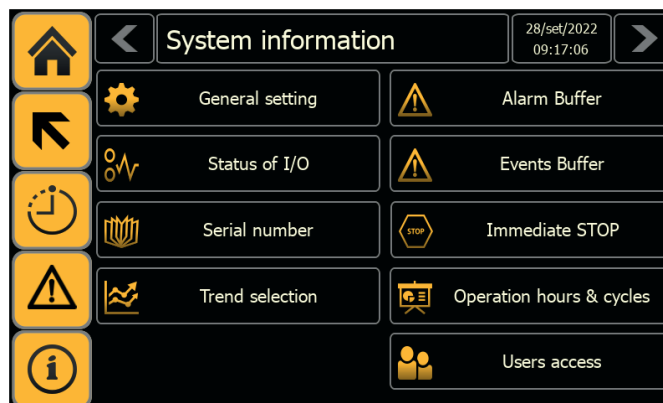 System information
28/set/2022
09:17:06
General setting
Alarm Buffer
Status of I/O
Events Buffer
Serial number
STOP
Immediate STOP
Trend selection
Operation hours & cycles
Users access